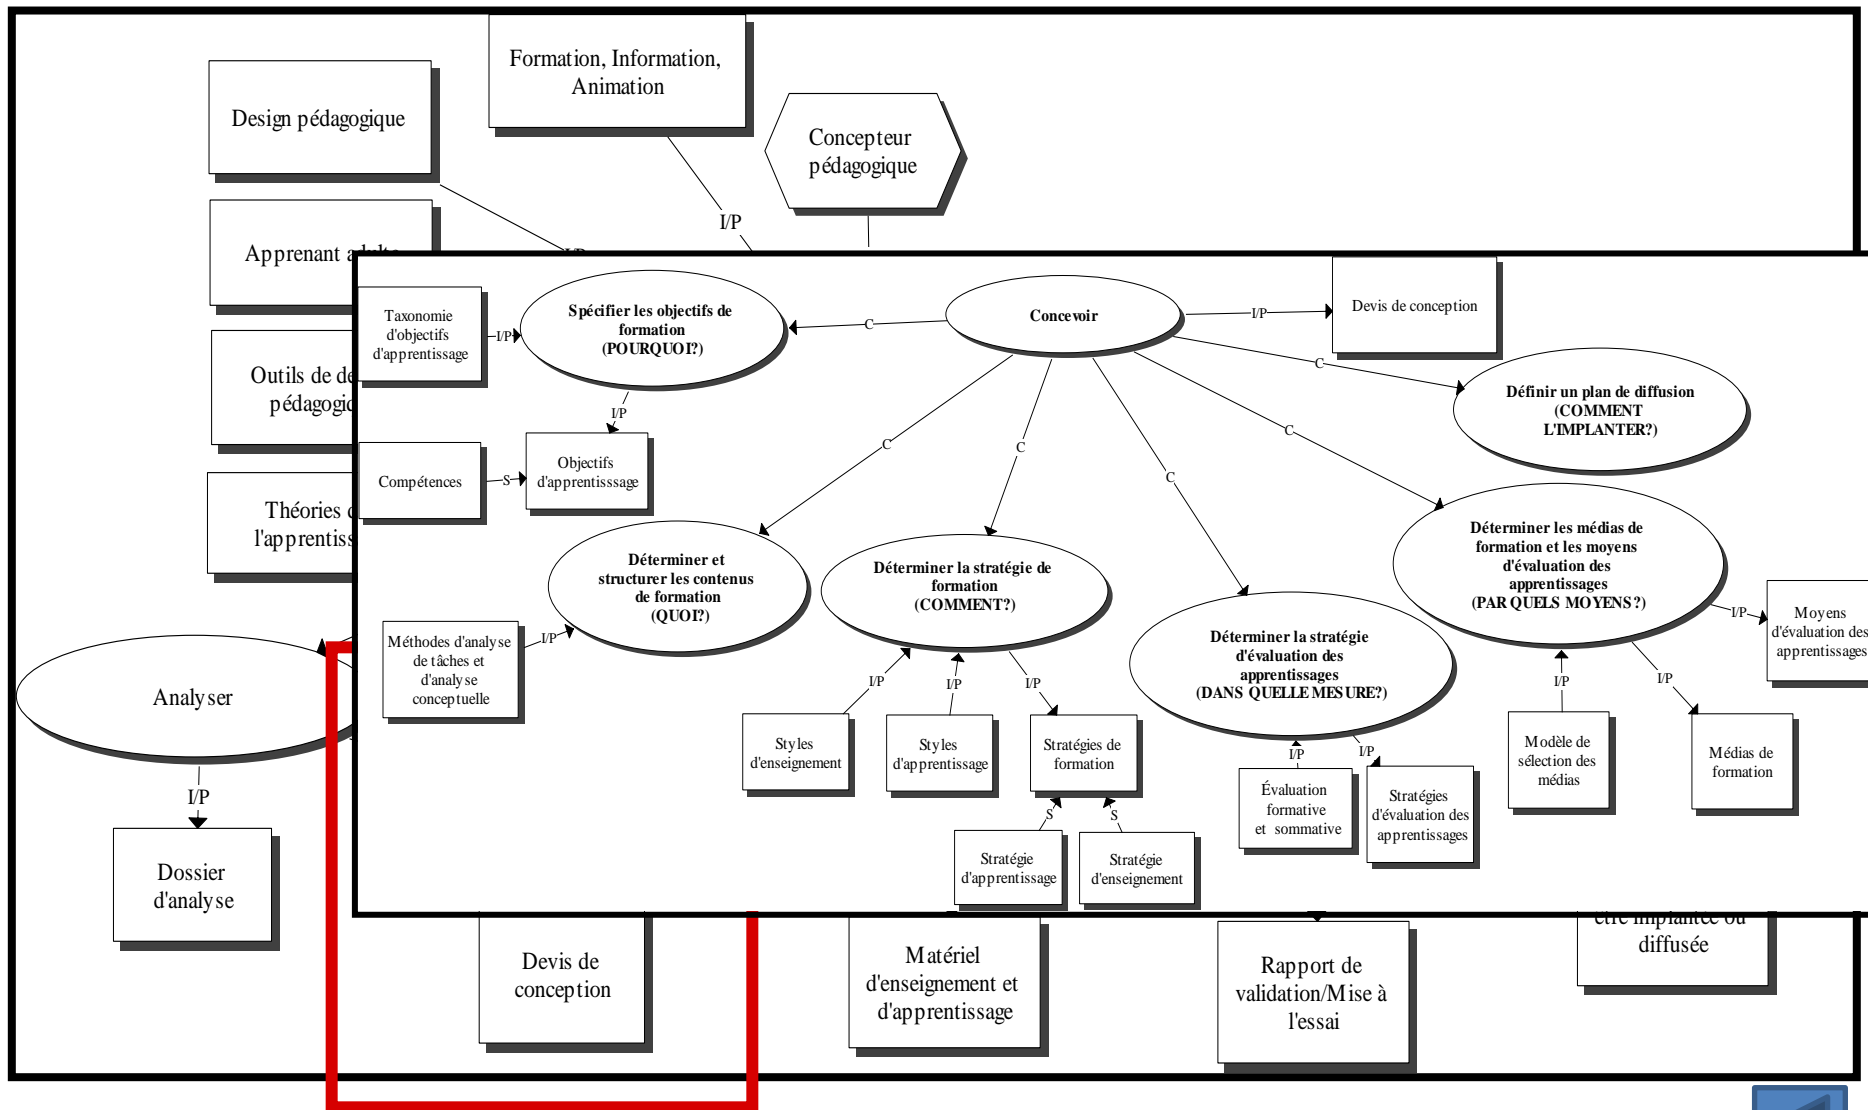 Formation, Information,
Animation
Design pédagogique
Concepteur
pédagogique
I/P
Apprenant
Outils de
Théories
Taxonomie
d'objectifs
d'apprentissage
I/P
Spécifier les objectifs de
formation
(POURQUOI?)
C
Concevoir
I/P
Devis de conception
C
Définir un plan de diffusion
(COMMENT
L'IMPLANTER?)
I/P
C
C
C
C
Compétences
S
Objectifs
d'apprentisssage
Déterminer et
structurer les contenus
de formation
(QUOI?)
Déterminer la stratégie de
formation
(COMMENT?)
Déterminer la stratégie
d'évaluation des
apprentissages
(DANS QUELLE MESURE?)
Déterminer les médias de
formation et les moyens
d'évaluation des
apprentissages
(PAR QUELS MOYENS?)
I/P
Moyens
d'évaluation des
apprentissages
Méthodes d'analyse
de tâches et
d'analyse
conceptuelle
I/P
I/P
I/P
I/P
I/P
I/P
Styles
d'enseignement
Styles
d'apprentissage
Stratégies de
formation
I/P
I/P
Modèle de
sélection des
médias
Médias de
formation
Évaluation
formative
et sommative
Stratégies
d'évaluation des
apprentissages
S
S
Stratégie
d'apprentissage
Stratégie
d'enseignement
Analyser
I/P
Dossier
d'analyse
Devis de
conception
Matériel
d'enseignement et
d'apprentissage
Rapport de
validation/Mise à
l'essai
être implantée ou
diffusée